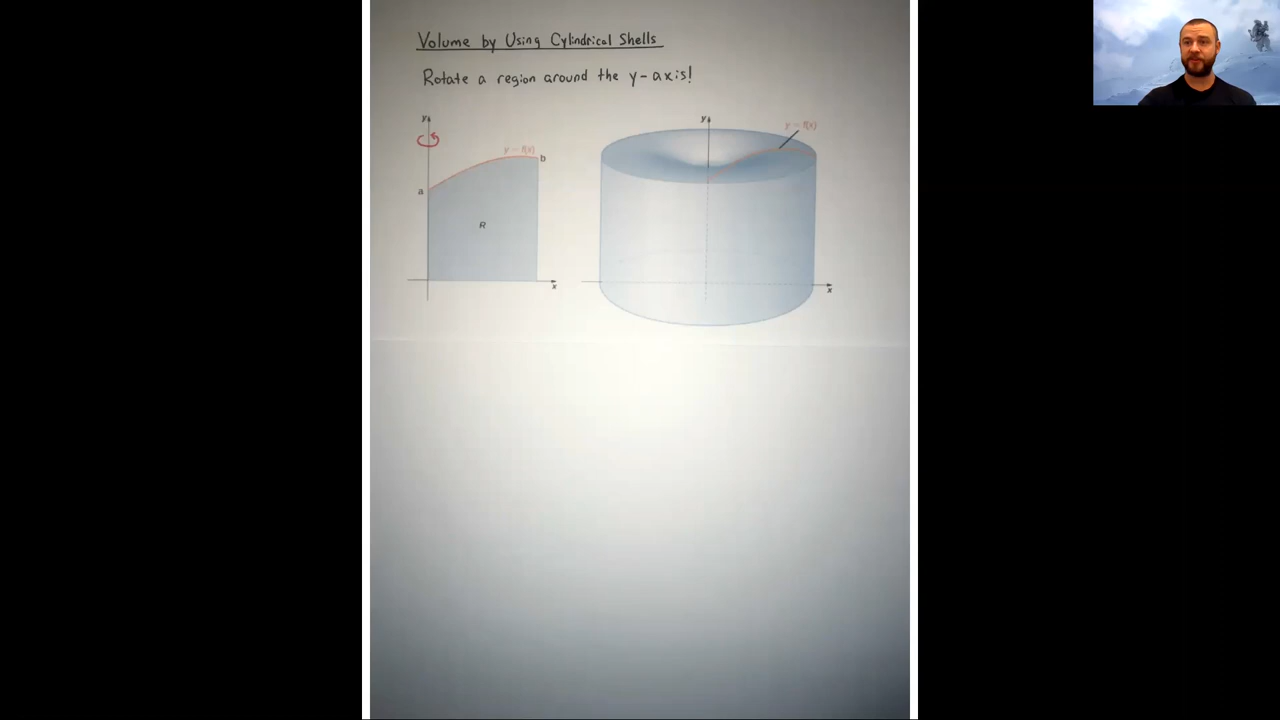 Volume by Using Cylindrical Shells
Rotate a region around the y-axis!
y
y = f(x)
b
a
R
x
y
y = f(x)
x